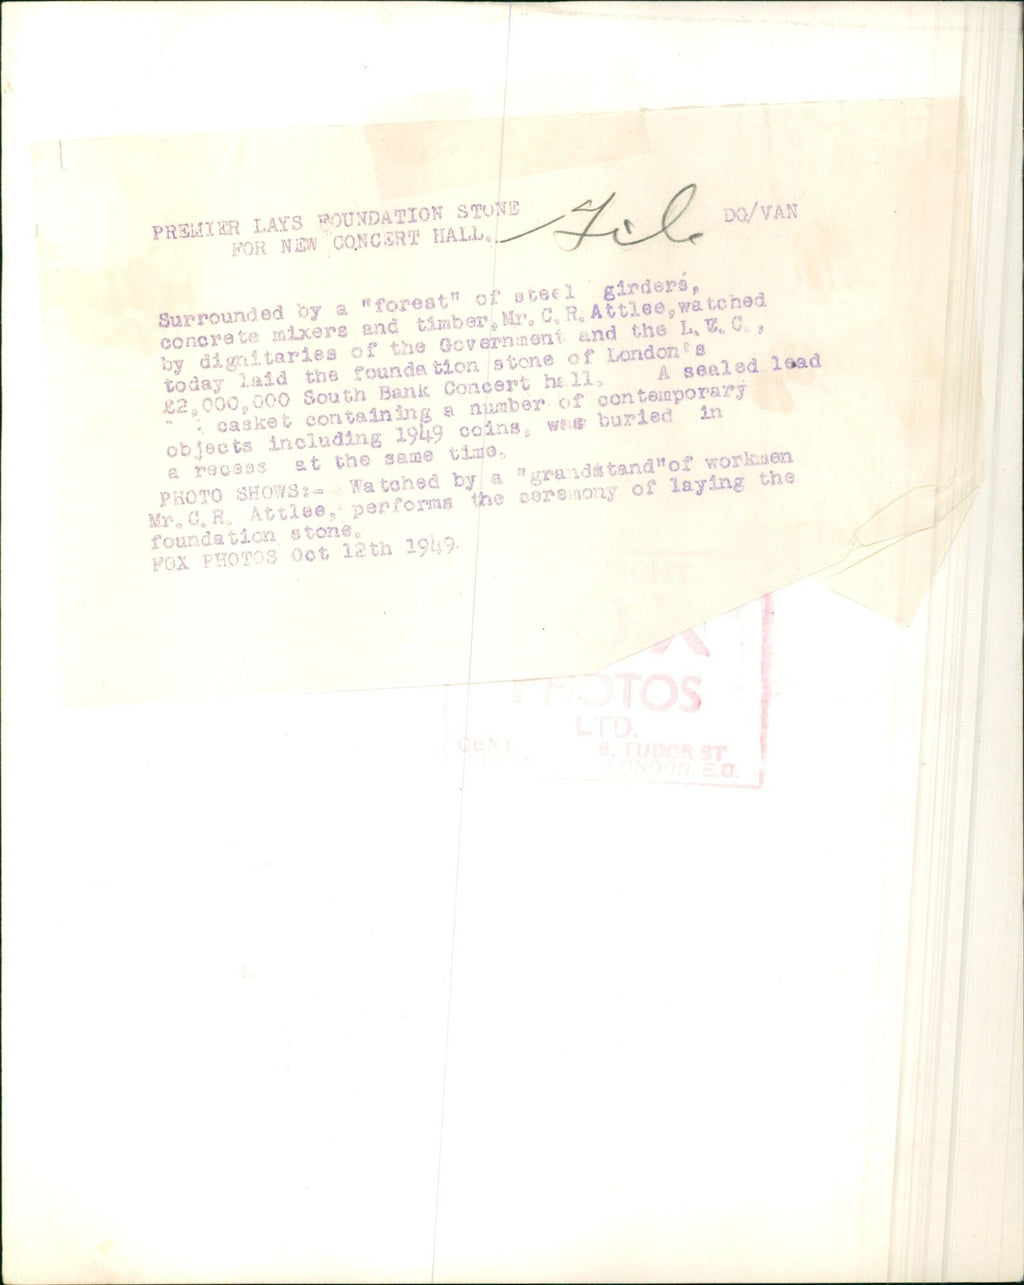 PREMIER LAYS FOUNDATION STONE
FOR NEW CONCERT HALL.
DG/VAN
Surrounded by a "forest" of steel girders,
concrete mixers and timber, Mr. C.R. Attlee, watched
by dignitaries of the Government and the L.C.C.,
today laid the foundation stone of London's
£2,000,000 South Bank Concert hall. A sealed lead
casket containing a number of contemporary
objects including 1949 coins, was buried in
a recess at the same time.
PHOTO SHOWS:- Watched by a "grandstand" of workmen
Mr. C.R. Attlee, performs the ceremony of laying the
foundation stone.
FOX PHOTOS Oct 12th 1949.
PHOTOS
LTD.
8. TUDOR ST
LONDON, E.C.